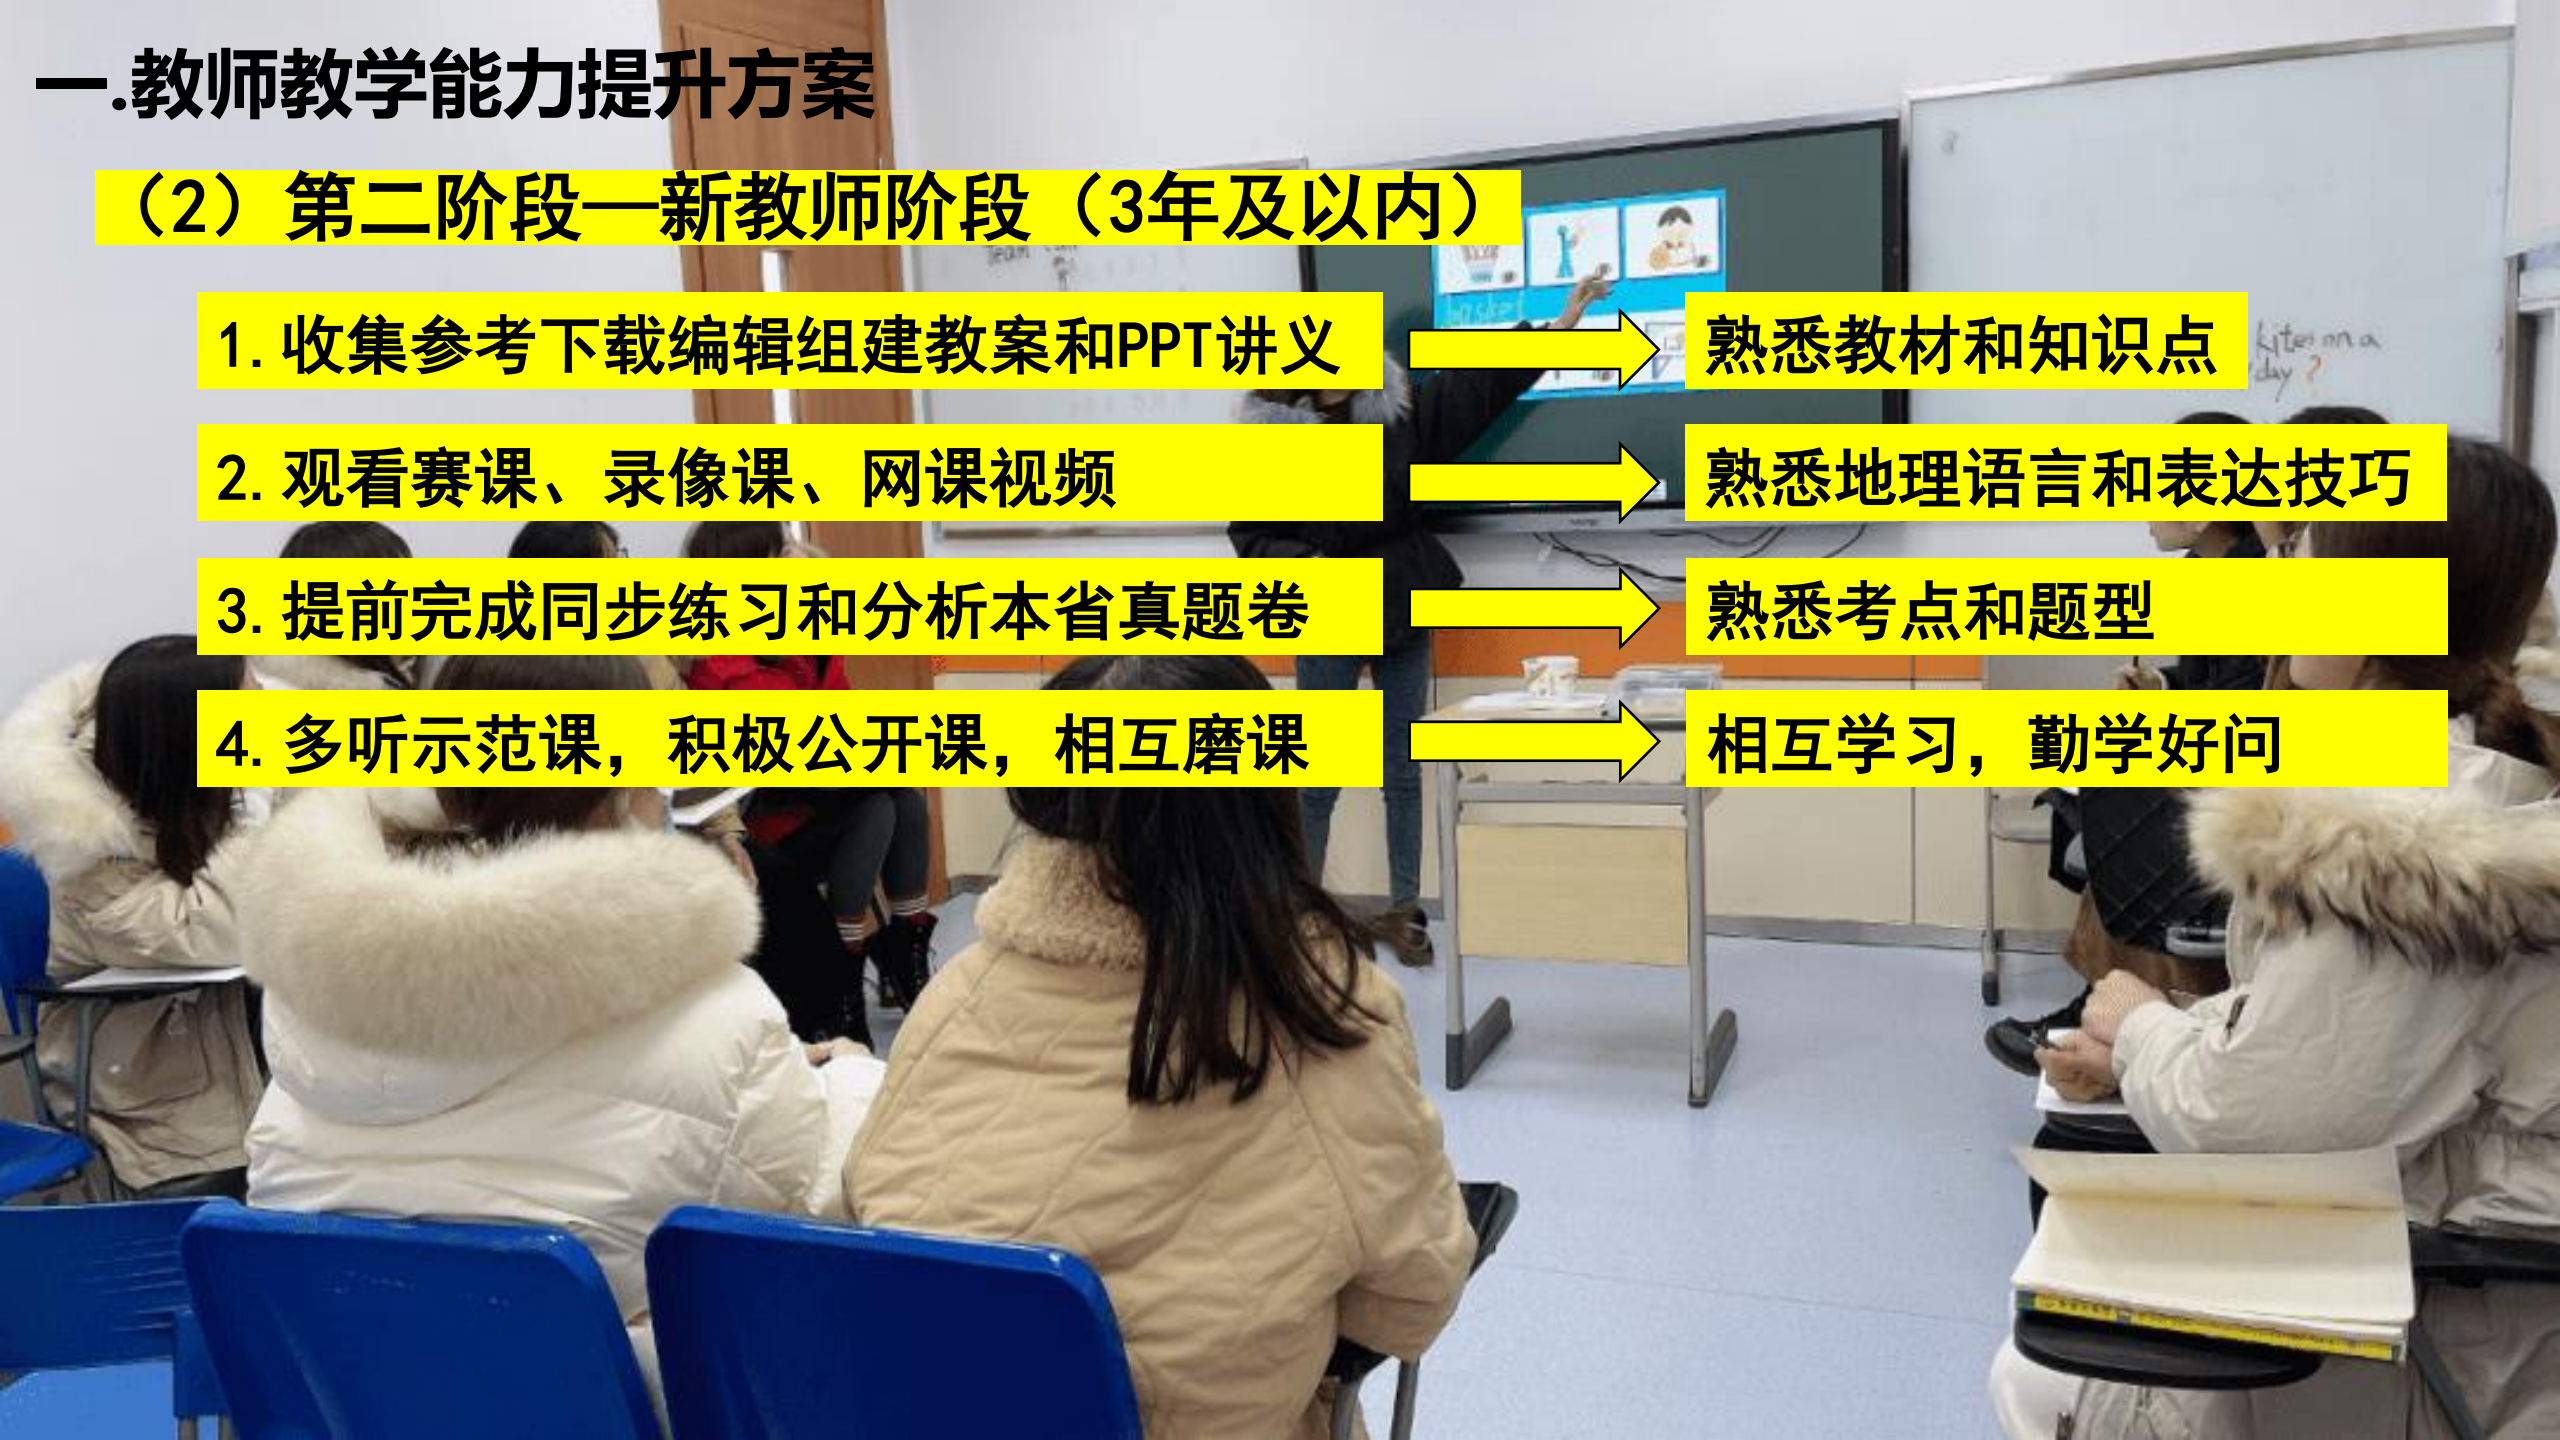 一.教师教学能力提升方案
（2）第二阶段—新教师阶段（3年及以内）
1.收集参考下载编辑组建教案和PPT讲义
熟悉教材和知识点
2.观看赛课、录像课、网课视频
熟悉地理语言和表达技巧
3.提前完成同步练习和分析本省真题卷
熟悉考点和题型
4.多听示范课，积极公开课，相互磨课
相互学习，勤学好问
Team
basket
kites on a
day ?